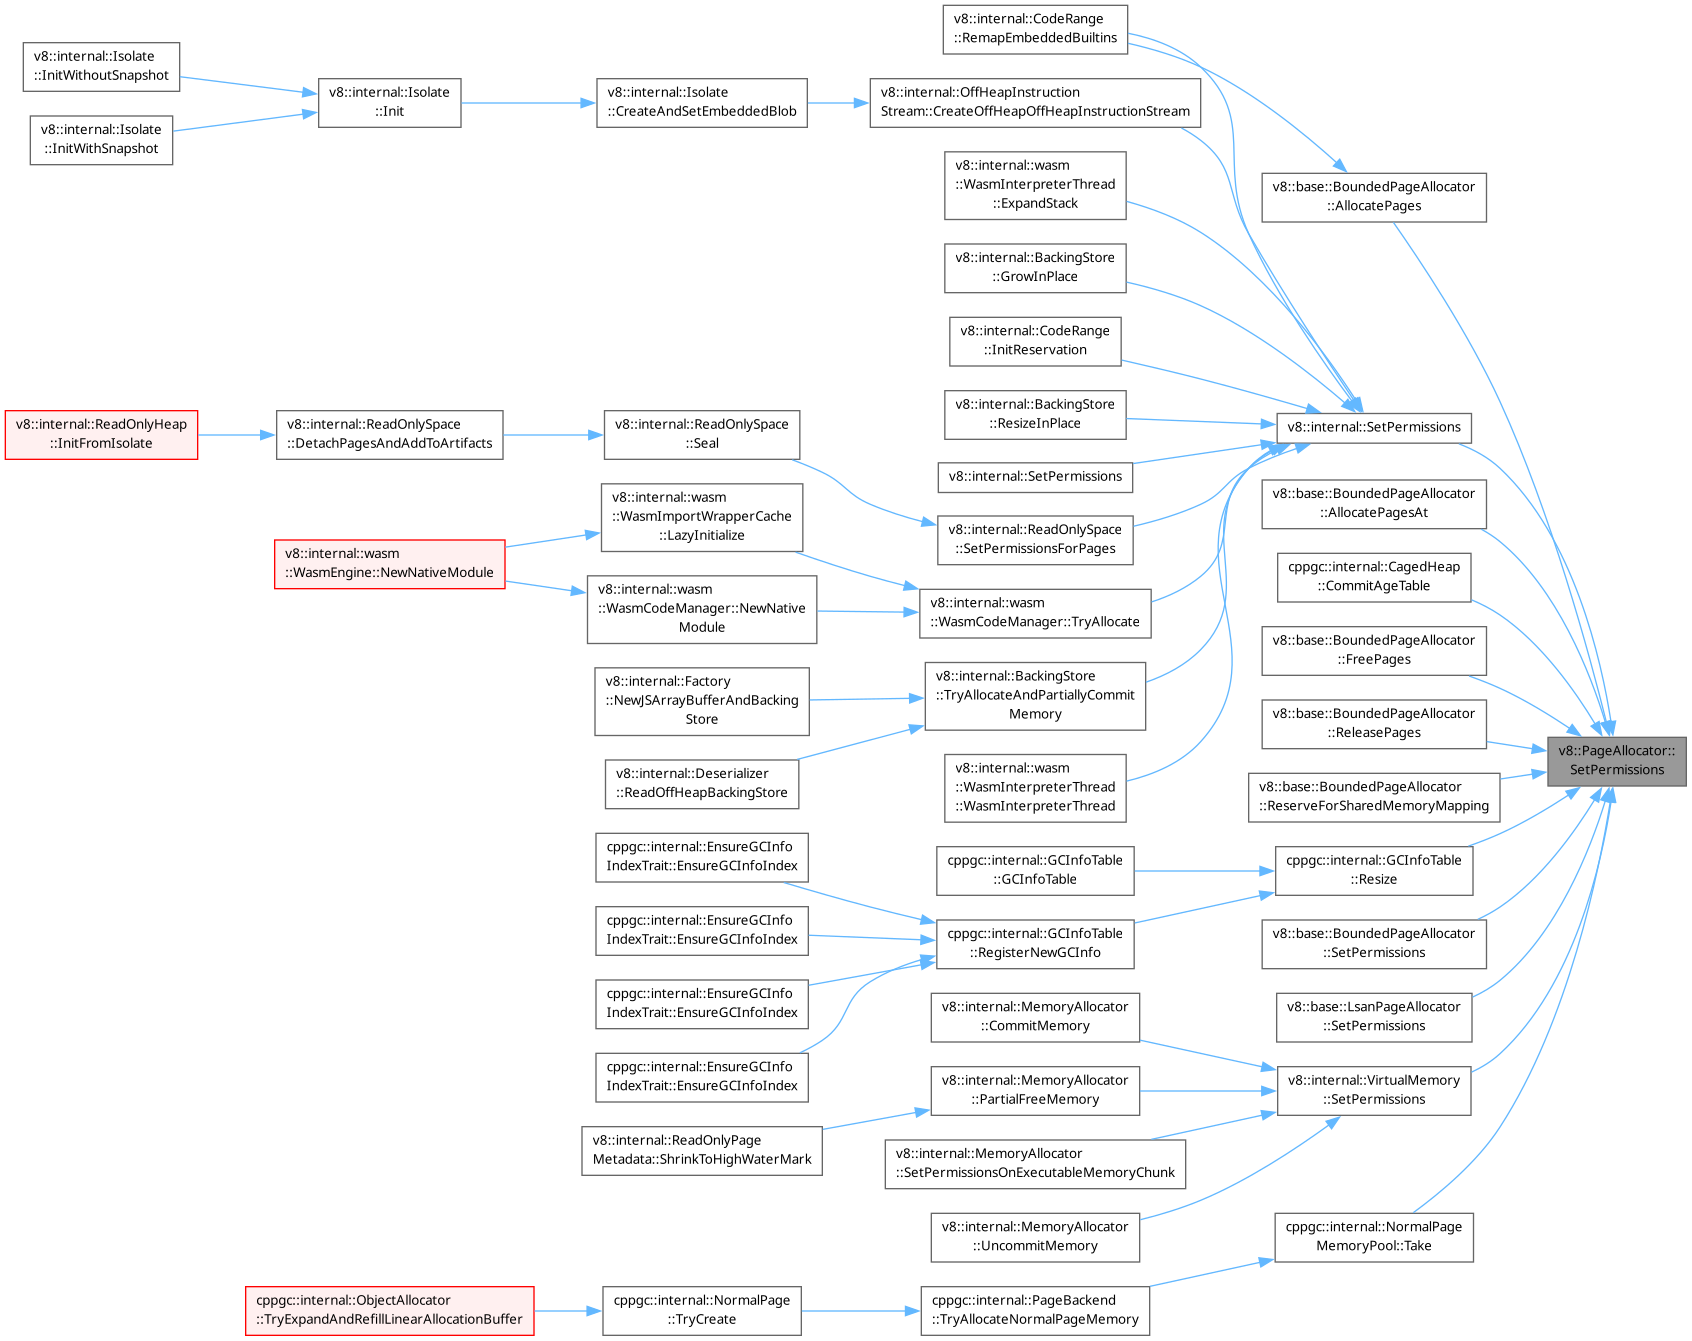 v8::internal::CodeRange
::RemapEmbeddedBuiltins
v8::internal::Isolate
::InitWithoutSnapshot
v8::internal::Isolate
::Init
v8::internal::Isolate
::CreateAndSetEmbeddedBlob
v8::internal::OffHeapInstruction
Stream::CreateOffHeapOffHeapInstructionStream
v8::internal::Isolate
::InitWithSnapshot
v8::internal::wasm
::WasmInterpreterThread
::ExpandStack
v8::base::BoundedPageAllocator
::AllocatePages
v8::internal::BackingStore
::GrowInPlace
v8::internal::CodeRange
::InitReservation
v8::internal::BackingStore
::ResizeInPlace
v8::internal::ReadOnlyHeap
::InitFromIsolate
v8::internal::ReadOnlySpace
::DetachPagesAndAddToArtifacts
v8::internal::ReadOnlySpace
::Seal
v8::internal::SetPermissions
v8::internal::SetPermissions
v8::internal::wasm
::WasmImportWrapperCache
::LazyInitialize
v8::base::BoundedPageAllocator
::AllocatePagesAt
v8::internal::ReadOnlySpace
::SetPermissionsForPages
v8::internal::wasm
::WasmEngine::NewNativeModule
cppgc::internal::CagedHeap
::CommitAgeTable
v8::internal::wasm
::WasmCodeManager::NewNative
Module
v8::internal::wasm
::WasmCodeManager::TryAllocate
v8::base::BoundedPageAllocator
::FreePages
v8::internal::Factory
::NewJSArrayBufferAndBacking
Store
v8::internal::BackingStore
::TryAllocateAndPartiallyCommit
Memory
v8::base::BoundedPageAllocator
::ReleasePages
v8::PageAllocator::
SetPermissions
v8::internal::Deserializer
::ReadOffHeapBackingStore
v8::internal::wasm
::WasmInterpreterThread
::WasmInterpreterThread
v8::base::BoundedPageAllocator
::ReserveForSharedMemoryMapping
cppgc::internal::EnsureGCInfo
IndexTrait::EnsureGCInfoIndex
cppgc::internal::GCInfoTable
::GCInfoTable
cppgc::internal::GCInfoTable
::Resize
cppgc::internal::EnsureGCInfo
IndexTrait::EnsureGCInfoIndex
cppgc::internal::GCInfoTable
::RegisterNewGCInfo
v8::base::BoundedPageAllocator
::SetPermissions
cppgc::internal::EnsureGCInfo
IndexTrait::EnsureGCInfoIndex
v8::internal::MemoryAllocator
::CommitMemory
v8::base::LsanPageAllocator
::SetPermissions
cppgc::internal::EnsureGCInfo
IndexTrait::EnsureGCInfoIndex
v8::internal::MemoryAllocator
::PartialFreeMemory
v8::internal::VirtualMemory
::SetPermissions
v8::internal::ReadOnlyPage
Metadata::ShrinkToHighWaterMark
v8::internal::MemoryAllocator
::SetPermissionsOnExecutableMemoryChunk
v8::internal::MemoryAllocator
::UncommitMemory
cppgc::internal::NormalPage
MemoryPool::Take
cppgc::internal::ObjectAllocator
::TryExpandAndRefillLinearAllocationBuffer
cppgc::internal::NormalPage
::TryCreate
cppgc::internal::PageBackend
::TryAllocateNormalPageMemory